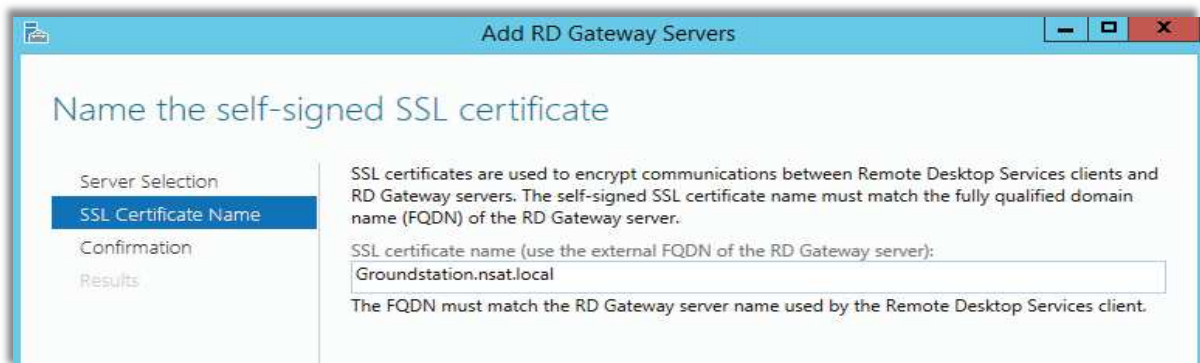 Add RD Gateway Servers
Name the self-signed SSL certificate
Server Selection
SSL Certificate Name
Confirmation
Results
SSL certificates are used to encrypt communications between Remote Desktop Services clients and
RD Gateway servers. The self-signed SSL certificate name must match the fully qualified domain
name (FQDN) of the RD Gateway server.
SSL certificate name (use the external FQDN of the RD Gateway server):
Groundstation.nsat.local
The FQDN must match the RD Gateway server name used by the Remote Desktop Services client.